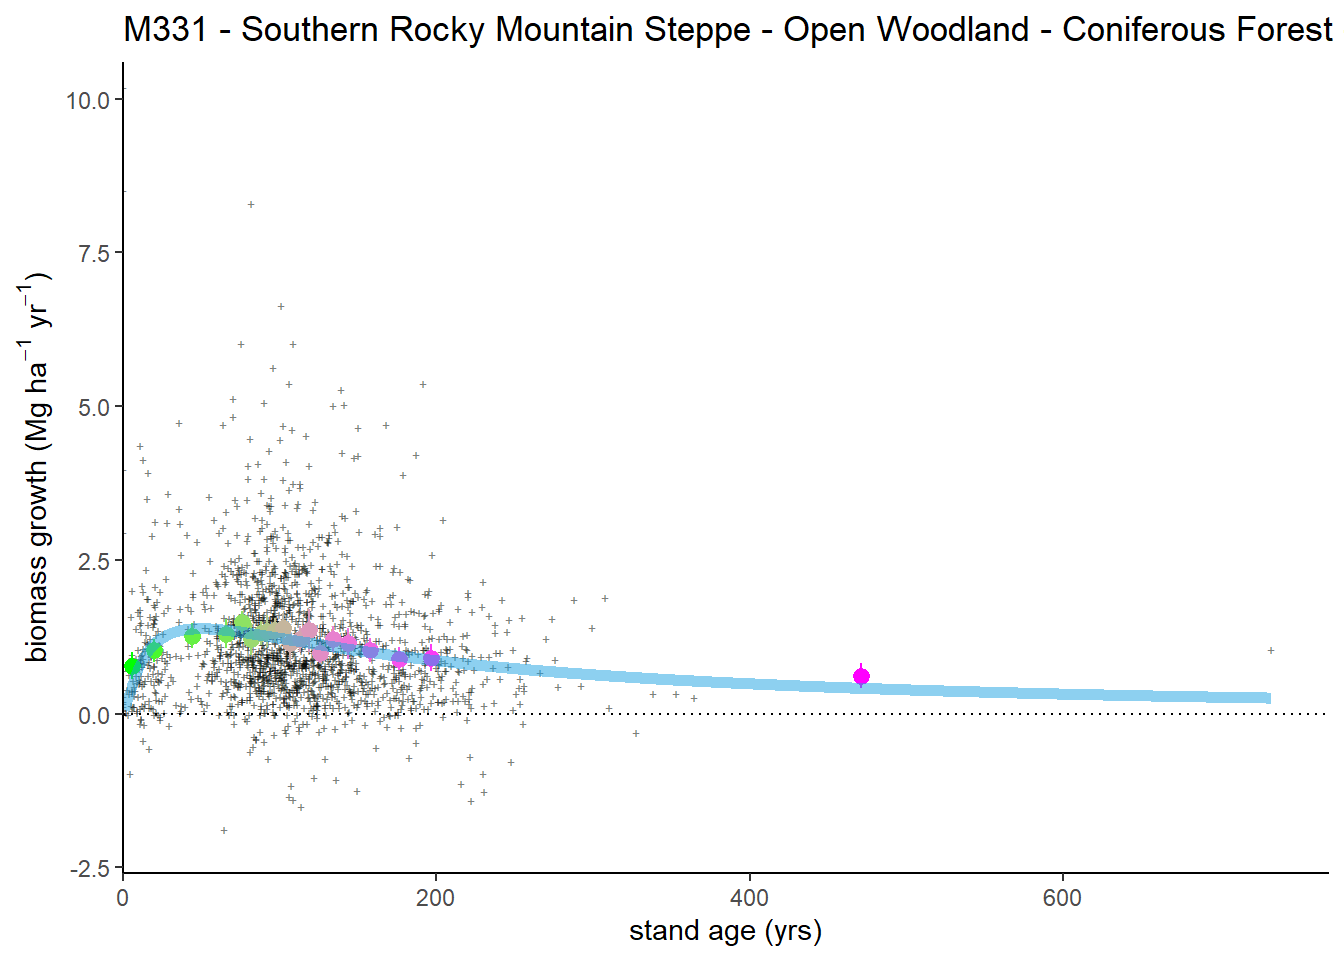 M331 - Southern Rocky Mountain Steppe - Open Woodland - Coniferous Forest
biomass growth (Mg ha⁻¹ yr⁻¹)
10.0
7.5
5.0
2.5
0.0
-2.5
0 200 400 600
stand age (yrs)